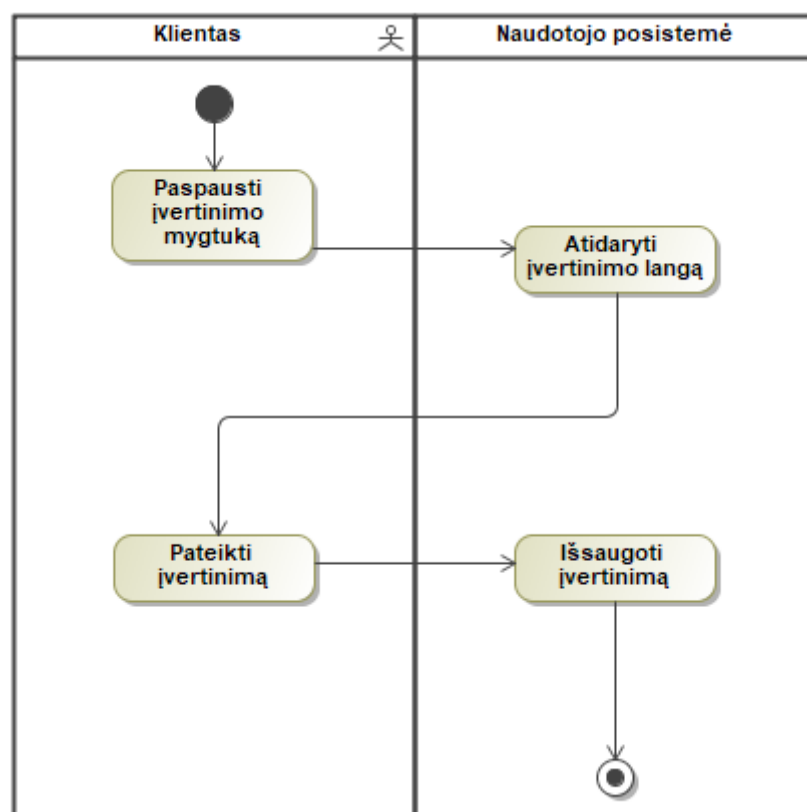 Klientas
Naudotojo posistemė
Paspausti
įvertinimo
mygtuką
Atidaryti
įvertinimo langą
Pateikti
įvertinimą
Išsaugoti
įvertinimą